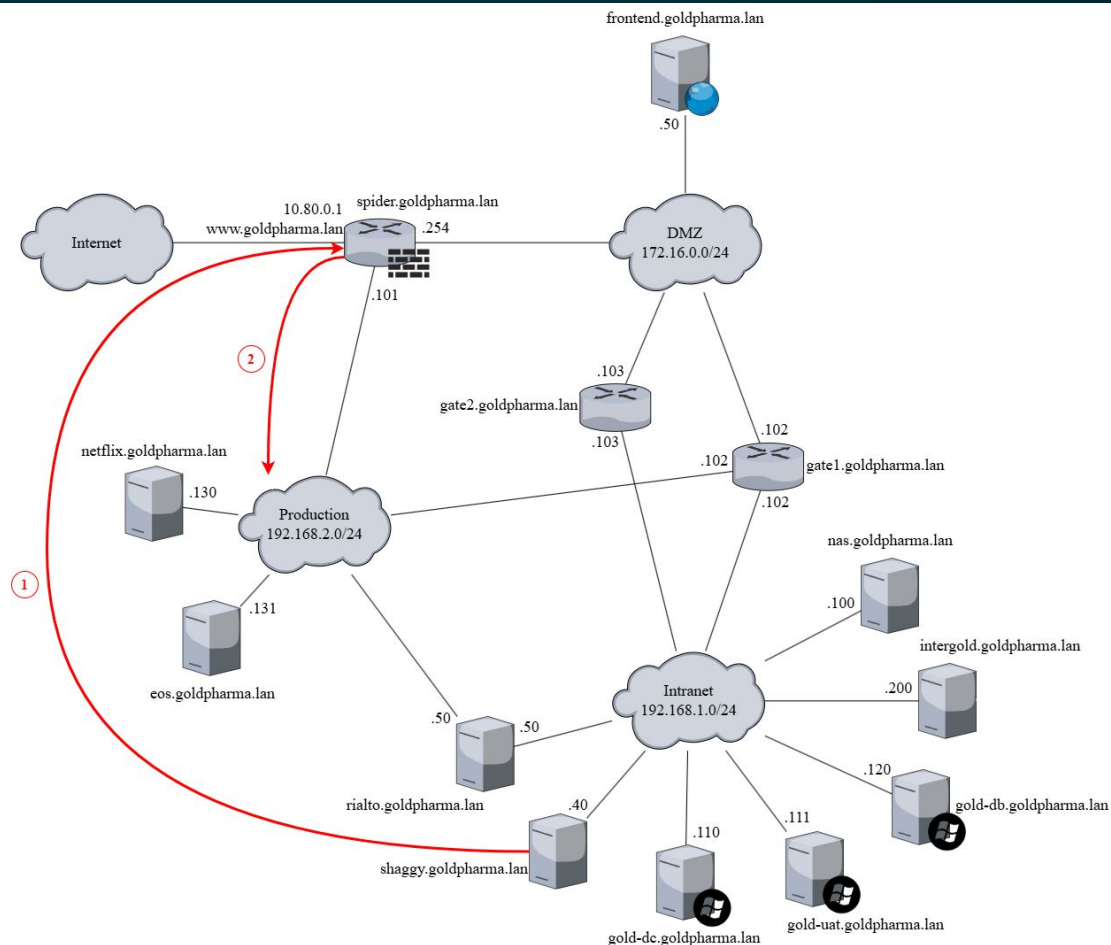 frontend.goldpharma.lan
.50
10.80.0.1
spider.goldpharma.lan
www.goldpharma.lan
.254
Internet
DMZ
172.16.0.0/24
.101
2
.103
gate2.goldpharma.lan
.103
.102
.102
gate1.goldpharma.lan
.102
netflix.goldpharma.lan
.130
Production
192.168.2.0/24
nas.goldpharma.lan
1
.131
.100
eos.goldpharma.lan
intergold.goldpharma.lan
Intranet
192.168.1.0/24
.200
.50
.50
rialto.goldpharma.lan
.120
gold-db.goldpharma.lan
.40
.111
.110
shaggy.goldpharma.lan
gold-uat.goldpharma.lan
gold-dc.goldpharma.lan